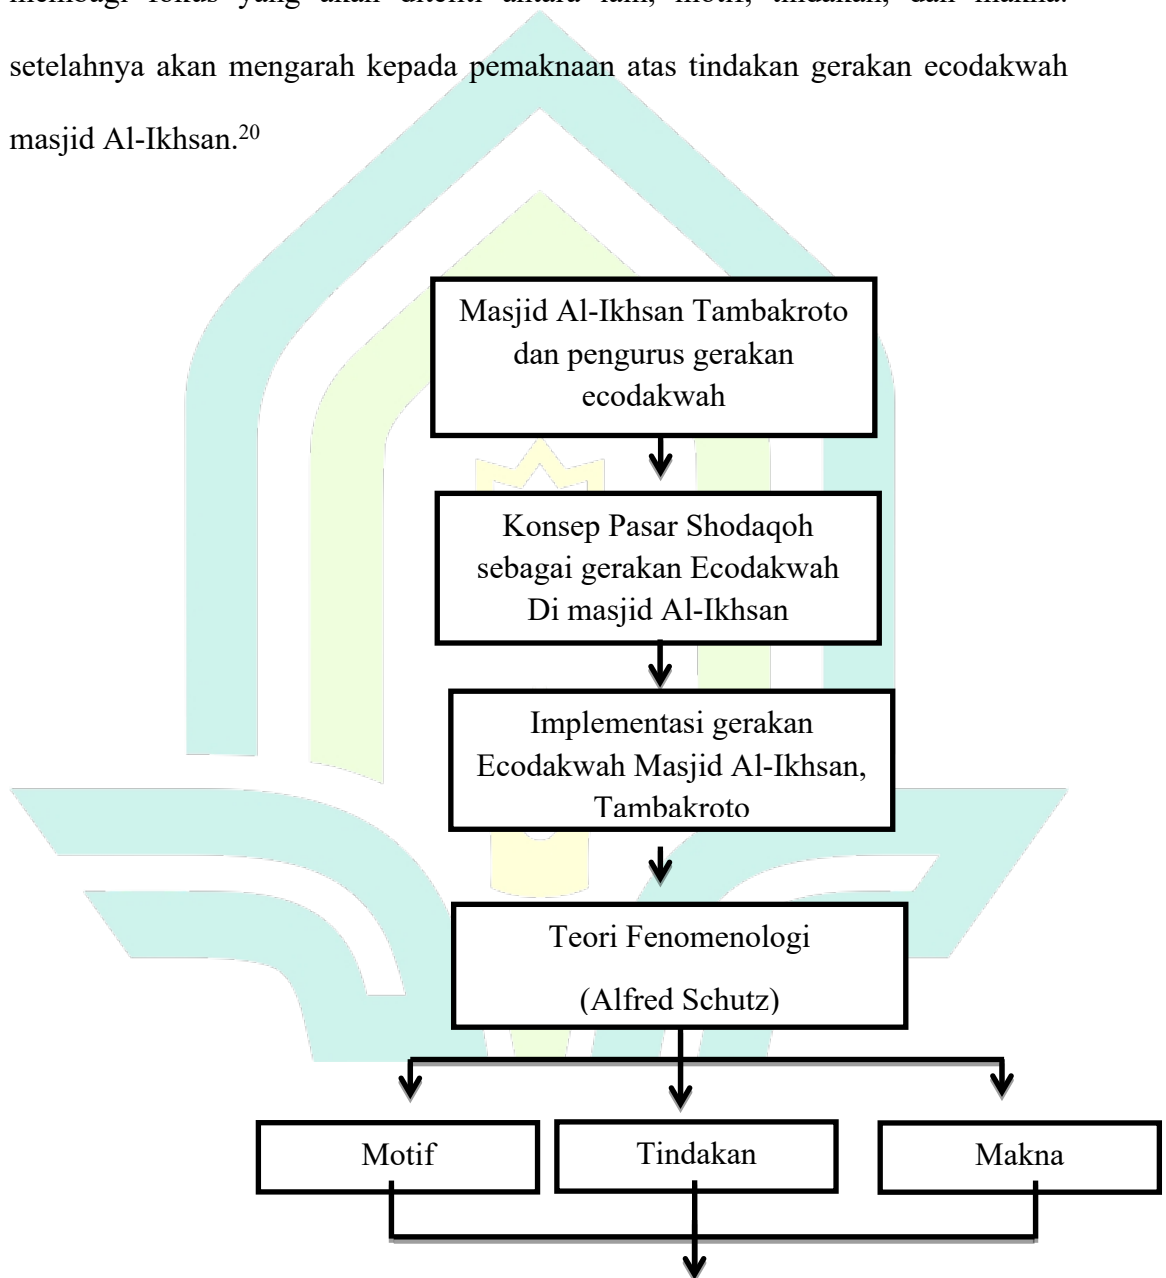 setelahnya akan mengarah kepada pemaknaan atas tindakan gerakan ecodakwah
masjid Al-Ikhsan.20
Masjid Al-Ikhsan Tambakroto
dan pengurus gerakan
ecodakwah
Konsep Pasar Shodaqoh
sebagai gerakan Ecodakwah
Di masjid Al-Ikhsan
Implementasi gerakan
Ecodakwah Masjid Al-Ikhsan,
Tambakroto
Teori Fenomenologi
(Alfred Schutz)
Motif
Tindakan
Makna